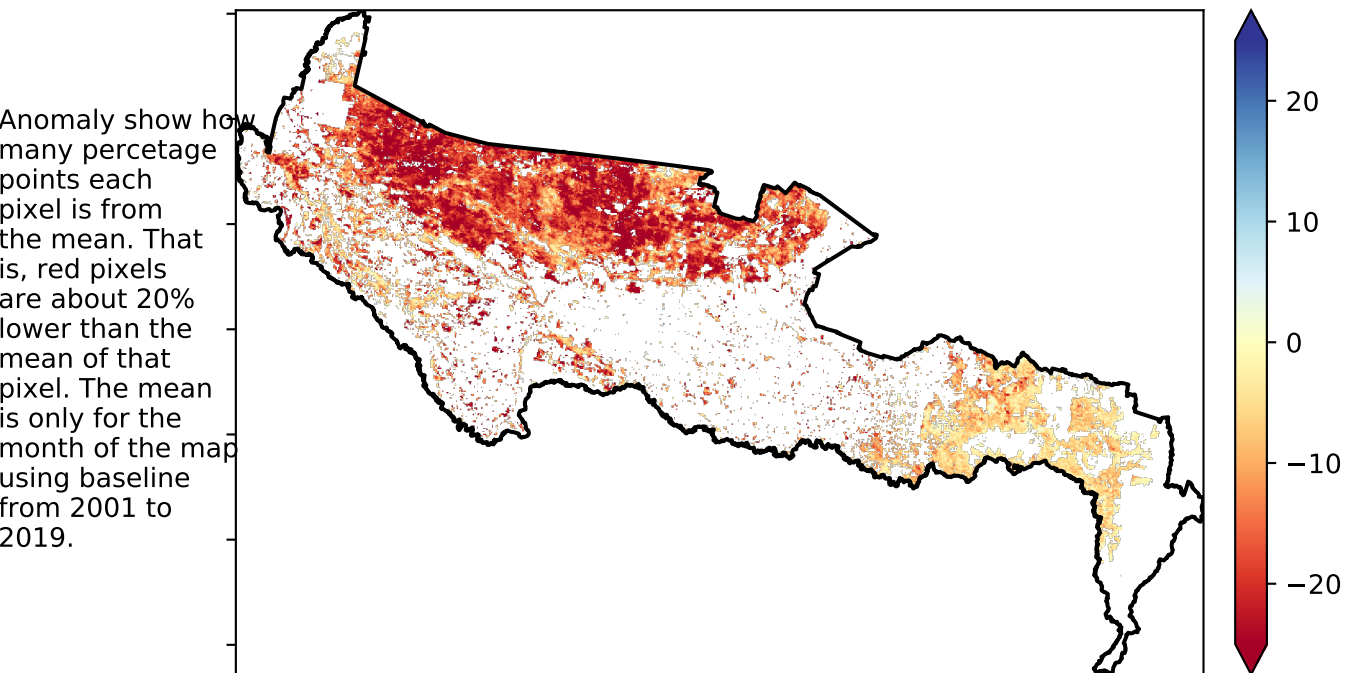 Anomaly show how
many percetage
points each
pixel is from
the mean. That
is, red pixels
are about 20%
lower than the
mean of that
pixel. The mean
is only for the
month of the map
using baseline
from 2001 to
2019.
20
10
0
−10
−20